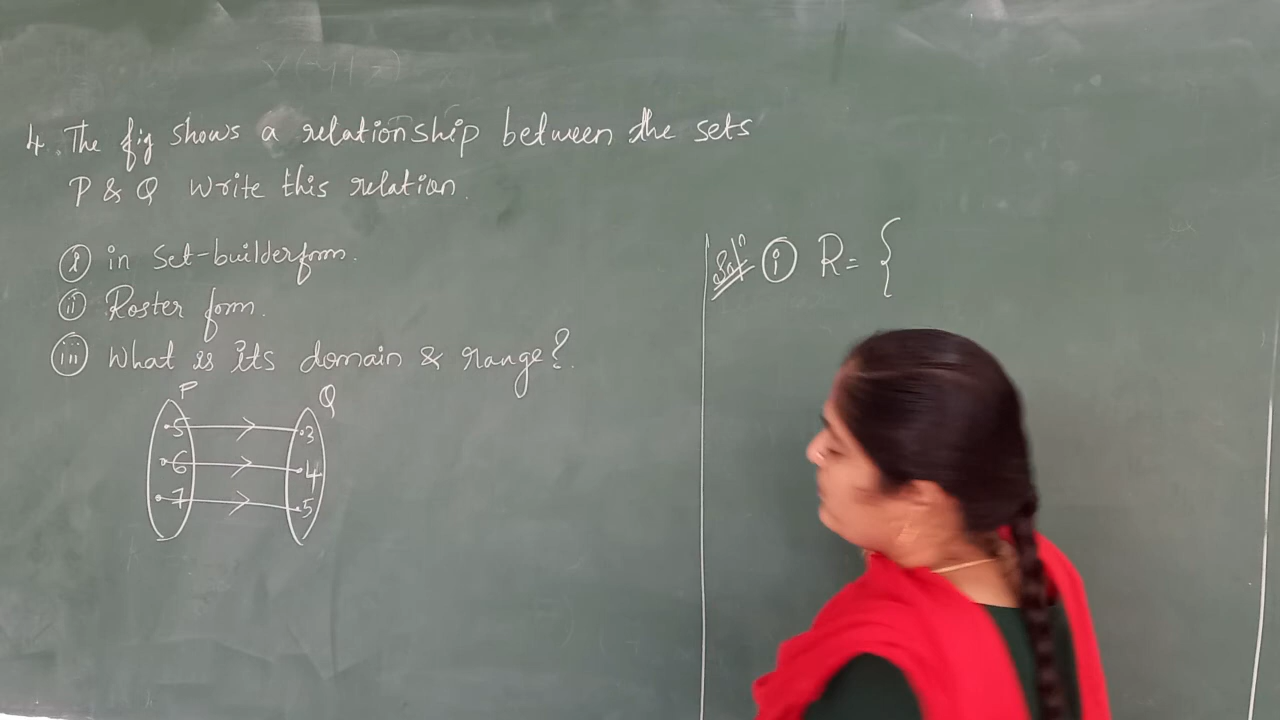 4. The fig shows a relationship between the sets
P & Q Write this relation.
(i) in Set-builderform.
(ii) Roster form.
(iii) What is its domain & range?
P Q
5 3
6 4
7 5
Sol: (i) R = {